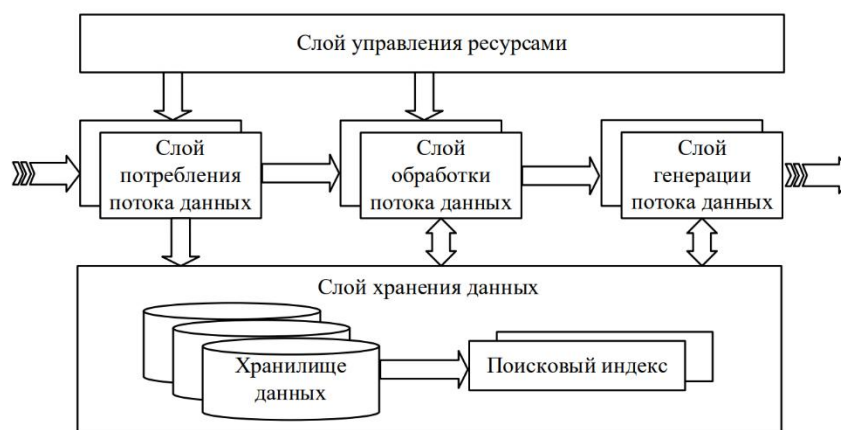 Слой управления ресурсами
Слой
потребления
потока данных
Слой
обработки
потока данных
Слой
генерации
потока данных
Слой хранения данных
Хранилище
данных
Поисковый индекс